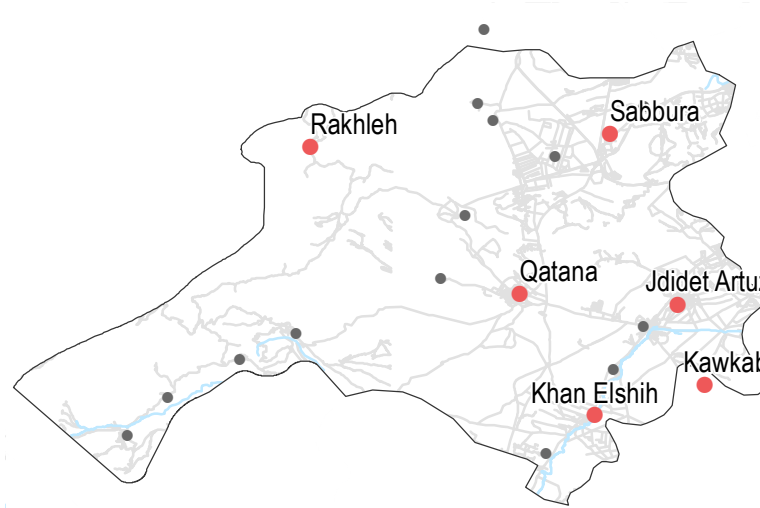 Sabbura
Rakhleh
Qatana
Jdidet Artuz
Kawkab
Khan Elshih